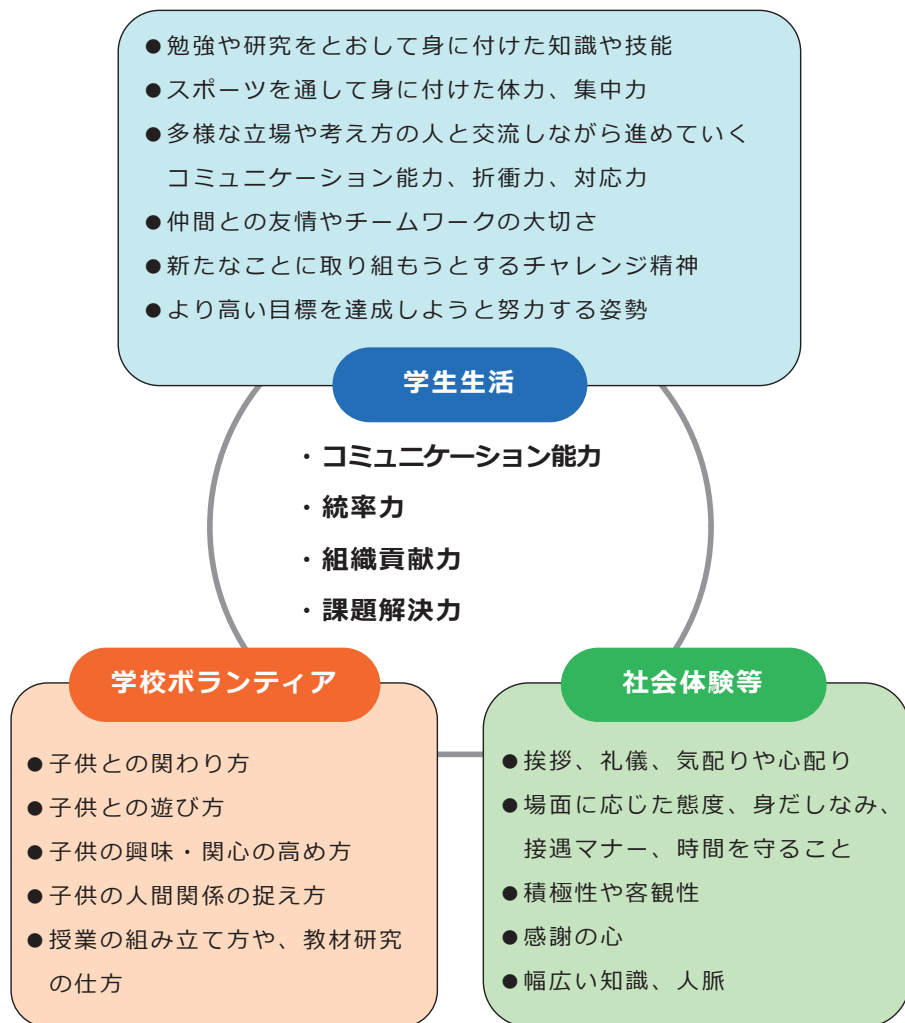 ●勉強や研究をとおして身に付けた知識や技能
●スポーツを通して身に付けた体力、集中力
●多様な立場や考え方の人と交流しながら進めていく
コミュニケーション能力、折衝力、対応力
●仲間との友情やチームワークの大切さ
●新たなことに取り組もうとするチャレンジ精神
●より高い目標を達成しようと努力する姿勢
学生生活
・コミュニケーション能力
・統率力
・組織貢献力
・課題解決力
学校ボランティア
●子供との関わり方
●子供との遊び方
●子供の興味・関心の高め方
●子供の人間関係の捉え方
●授業の組み立て方や、教材研究
の仕方
社会体験等
●挨拶、礼儀、気配りや心配り
●場面に応じた態度、身だしなみ、
接遇マナー、時間を守ること
●積極性や客観性
●感謝の心
●幅広い知識、人脈